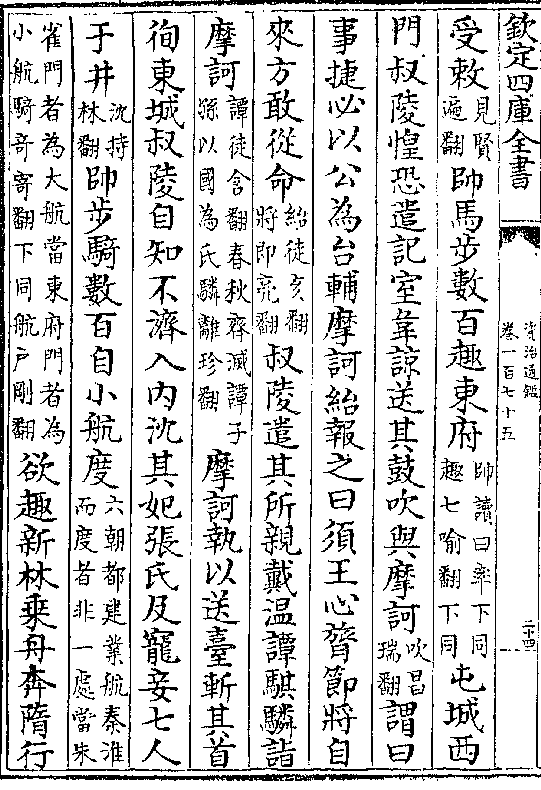 欽定四庫全書
資治通鑑
卷一百七十五
二十四
受敕見賢遍翻帥馬步數百趣東府帥讀曰率下同趣七喻翻下同屯城西
門叔陵惶恐遣記室韋諒送其鼓吹與摩訶吹昌瑞翻謂曰
事捷必以公為台輔摩訶紿報之曰須王心膂節將自
來方敢從命紿徒亥翻將即亮翻叔陵遣其所親戴温譚騏驎詣
摩訶譚徒含翻春秋齊滅譚子孫以國為氏驎離珍翻摩訶執以送臺斬其首
徇東城叔陵自知不濟入内沈其妃張氏及寵妾七人
于井沈持林翻帥步騎數百自小航度六朝都建業航秦淮而度者非一處當朱
雀門者為大航當東府門者為小航騎奇寄翻下同航户剛翻欲趣新林乗舟奔隋行